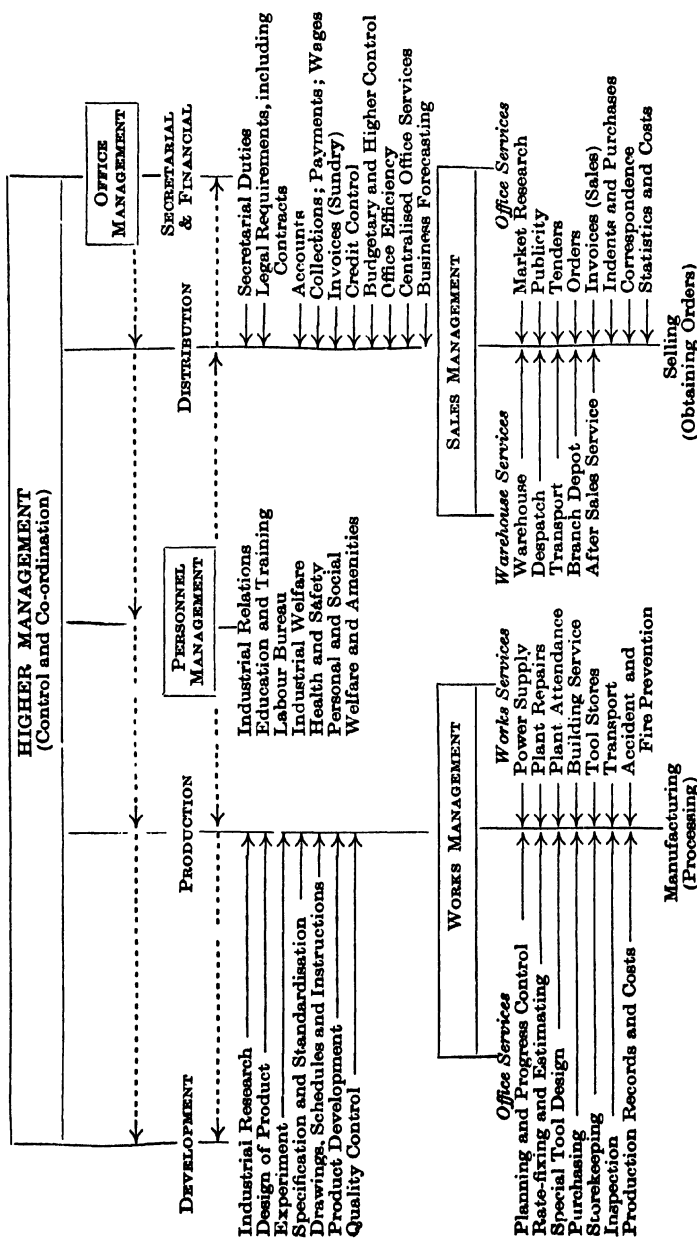 HIGHER MANAGEMENT
(Control and Co-ordination)
OFFICE
MANAGEMENT
DEVELOPMENT
PRODUCTION
PERSONNEL
MANAGEMENT
DISTRIBUTION
SECRETARIAL
& FINANCIAL
Industrial Research
Design of Product
Experiment
Specification and Standardisation
Drawings, Schedules and Instructions
Product Development
Quality Control
Industrial Relations
Education and Training
Labour Bureau
Industrial Welfare
Health and Safety
Personal and Social
Welfare and Amenities
Secretarial Duties
Legal Requirements, including
Contracts
Accounts
Collections; Payments; Wages
Invoices (Sundry)
Credit Control
Budgetary and Higher Control
Office Efficiency
Centralised Office Services
Business Forecasting
WORKS MANAGEMENT
Office Services
Planning and Progress Control
Rate-fixing and Estimating
Special Tool Design
Purchasing
Storekeeping
Inspection
Production Records and Costs
Works Services
Power Supply
Plant Repairs
Plant Attendance
Building Service
Tool Stores
Transport
Accident and
Fire Prevention
Manufacturing
(Processing)
SALES MANAGEMENT
Warehouse Services
Warehouse
Despatch
Transport
Branch Depot
After Sales Service
Office Services
Market Research
Publicity
Tenders
Orders
Invoices (Sales)
Indents and Purchases
Correspondence
Statistics and Costs
Selling
(Obtaining Orders)